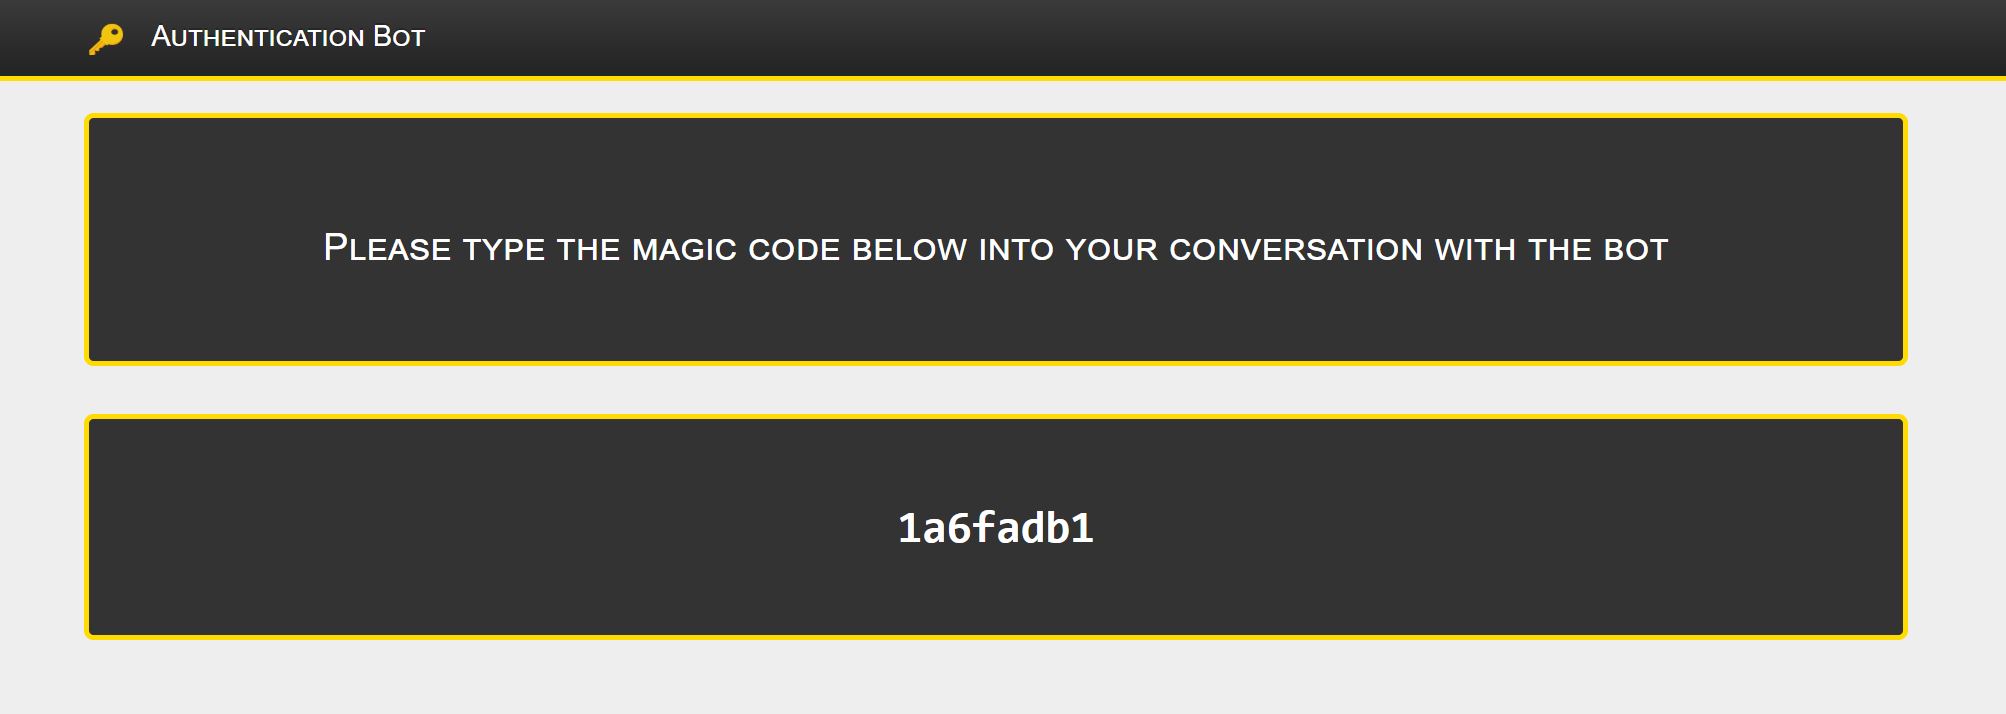 Authentication Bot
Please type the magic code below into your conversation with the bot
1a6fadb1